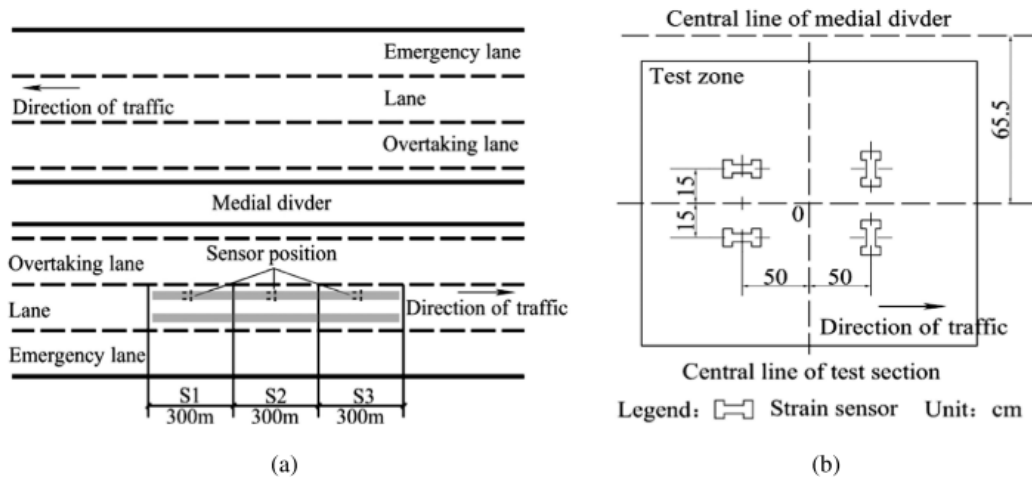 Emergency lane
Direction of traffic
Lane
Overtaking lane
Medial divder
Sensor position
Overtaking lane
Lane
Direction of traffic
Emergency lane
S1 S2 S3
300m 300m 300m
(a)
Central line of medial divder
Test zone
65.5
15 15
0
50 50
Direction of traffic
Central line of test section
Legend: Strain sensor Unit: cm
(b)